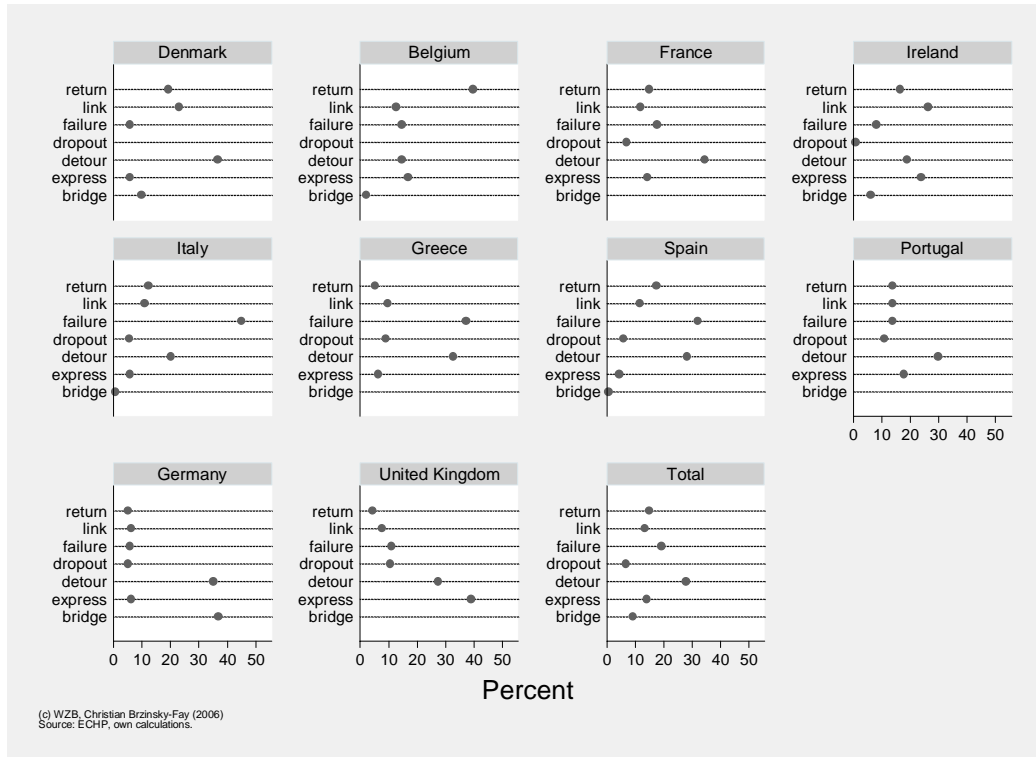 Denmark
return
link
failure
dropout
detour
express
bridge
Belgium
return
link
failure
dropout
detour
express
bridge
France
return
link
failure
dropout
detour
express
bridge
Ireland
return
link
failure
dropout
detour
express
bridge
Italy
return
link
failure
dropout
detour
express
bridge
Greece
return
link
failure
dropout
detour
express
bridge
Spain
return
link
failure
dropout
detour
express
bridge
Portugal
return
link
failure
dropout
detour
express
bridge
0 10 20 30 40 50
Germany
return
link
failure
dropout
detour
express
bridge
0 10 20 30 40 50
United Kingdom
return
link
failure
dropout
detour
express
bridge
0 10 20 30 40 50
Total
return
link
failure
dropout
detour
express
bridge
0 10 20 30 40 50
Percent
(c) WZB, Christian Brzinsky-Fay (2006)
Source: ECHP, own calculations.